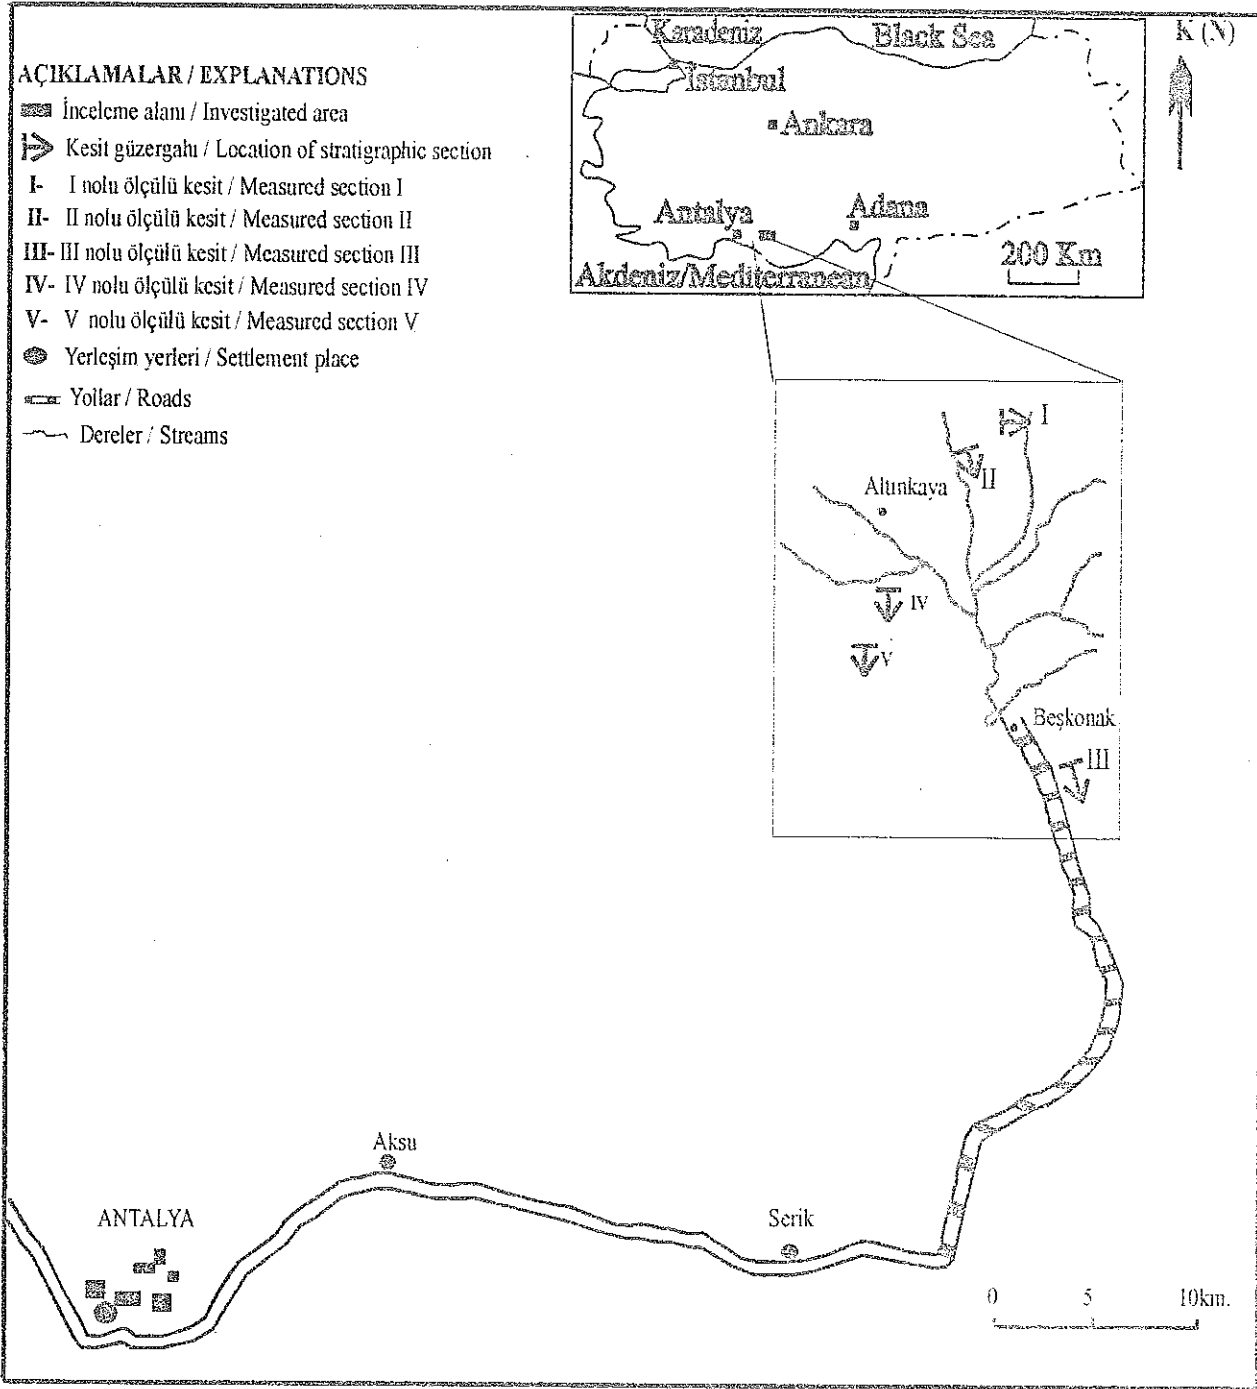 AÇIKLAMALAR / EXPLANATIONS
İnceleme alanı / Investigated area
Kesit güzergahı / Location of stratigraphic section
I- I nolu ölçülü kesit / Measured section I
II- II nolu ölçülü kesit / Measured section II
III- III nolu ölçülü kesit / Measured section III
IV- IV nolu ölçülü kesit / Measured section IV
V- V nolu ölçülü kesit / Measured section V
Yerleşim yerleri / Settlement place
Yollar / Roads
Dereler / Streams
Karadeniz
Black Sea
K (N)
İstanbul
Ankara
Antalya
Adana
200 Km
Akdeniz/Mediterranean
I
II
Altınkaya
IV
V
Beşkonak
III
Aksu
ANTALYA
Serik
0 5 10km.